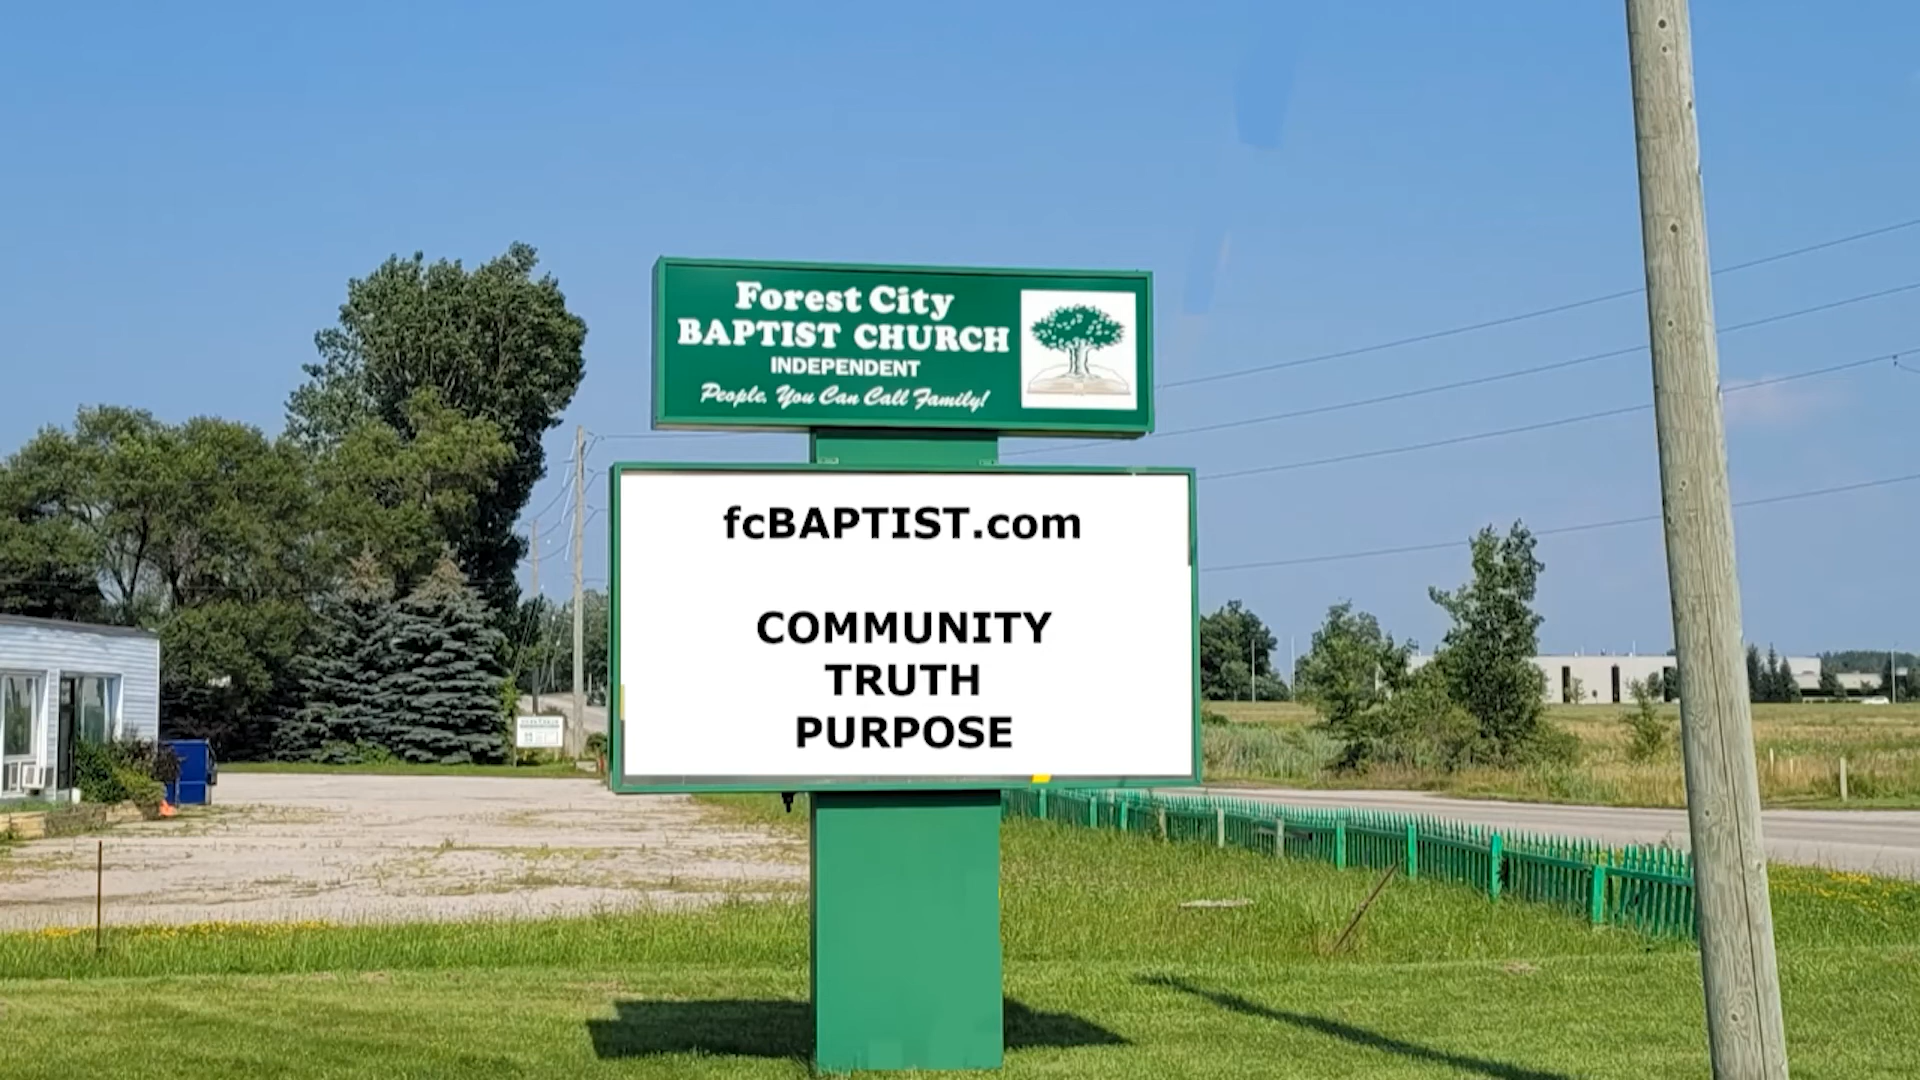 Forest City
BAPTIST CHURCH
INDEPENDENT
People, You Can Call Family!
fcBAPTIST.com
COMMUNITY
TRUTH
PURPOSE